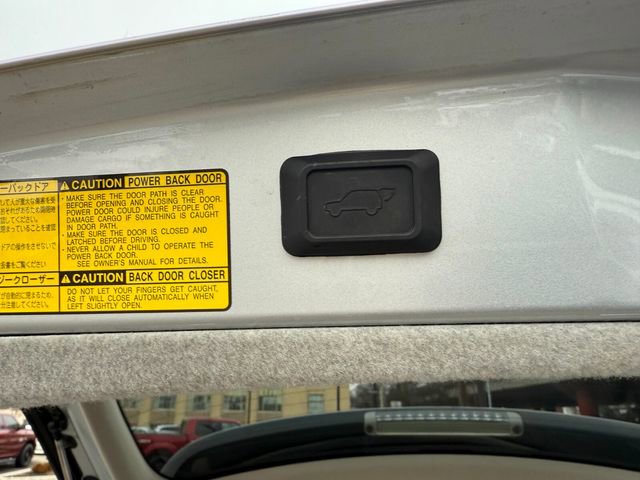 ーバックドア
CAUTION POWER BACK DOOR
・MAKE SURE THE DOOR PATH IS CLEAR
BEFORE OPENING AND CLOSING THE DOOR.
POWER DOOR COULD INJURE PEOPLE OR
DAMAGE CARGO IF SOMETHING IS CAUGHT
IN DOOR PATH.
・MAKE SURE THE DOOR IS CLOSED AND
LATCHED BEFORE DRIVING.
・NEVER ALLOW A CHILD TO OPERATE THE
POWER BACK DOOR.
SEE OWNER'S MANUAL FOR DETAILS.
ジークローザー
CAUTION BACK DOOR CLOSER
DO NOT LET YOUR FINGERS GET CAUGHT,
AS IT WILL CLOSE AUTOMATICALLY WHEN
LEFT SLIGHTLY OPEN.